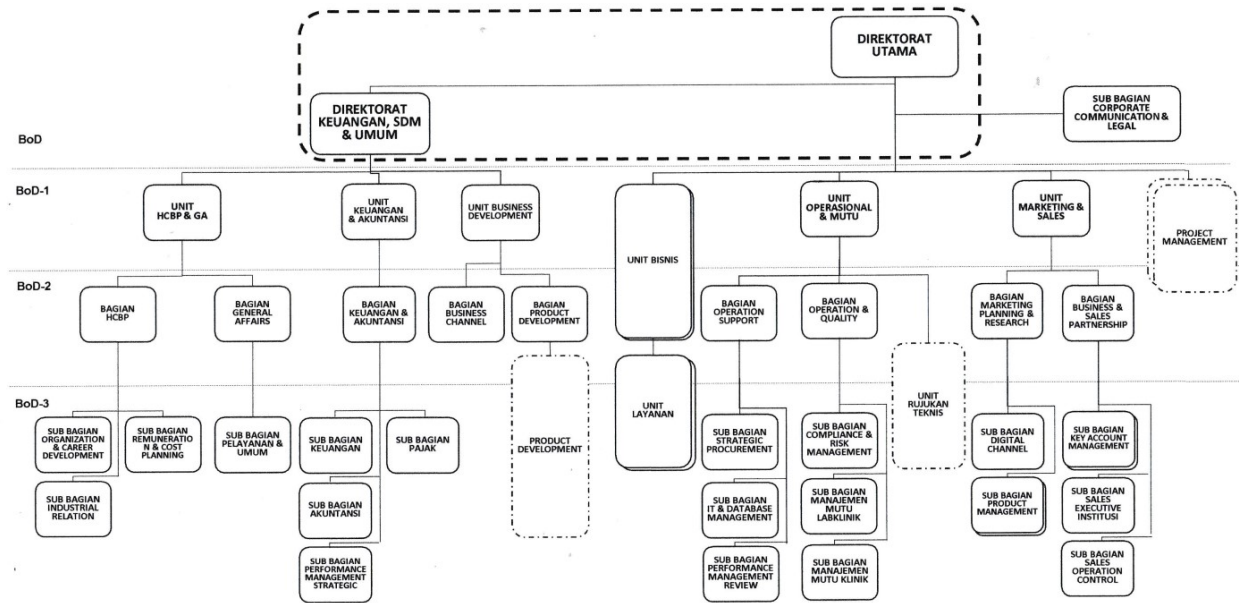 DIREKTORAT
UTAMA
DIREKTORAT
KEUANGAN, SDM
& UMUM
SUB BAGIAN
CORPORATE
COMMUNICATION &
LEGAL
BoD
BoD-1
UNIT
HCBP & GA
UNIT
KEUANGAN
& AKUNTANSI
UNIT BUSINESS
DEVELOPMENT
UNIT BISNIS
UNIT
OPERASIONAL
& MUTU
UNIT
MARKETING &
SALES
PROJECT
MANAGEMENT
BoD-2
BAGIAN
HCBP
BAGIAN
GENERAL
AFFAIRS
BAGIAN
KEUANGAN &
AKUNTANSI
BAGIAN
BUSINESS
CHANNEL
BAGIAN
PRODUCT
DEVELOPMENT
BAGIAN
OPERATION
SUPPORT
BAGIAN
OPERATION &
QUALITY
BAGIAN
MARKETING
PLANNING &
RESEARCH
BAGIAN
BUSINESS &
SALES
PARTNERSHIP
BoD-3
UNIT
LAYANAN
UNIT
RUJUKAN
TEKNIS
PRODUCT
DEVELOPMENT
SUB BAGIAN
ORGANIZATION
& CAREER
DEVELOPMENT
SUB BAGIAN
REMUNERATIO
N & COST
PLANNING
SUB BAGIAN
PELAYANAN &
UMUM
SUB BAGIAN
KEUANGAN
SUB BAGIAN
PAJAK
SUB BAGIAN
STRATEGIC
PROCUREMENT
SUB BAGIAN
COMPLIANCE &
RISK
MANAGEMENT
SUB BAGIAN
DIGITAL
CHANNEL
SUB BAGIAN
KEY ACCOUNT
MANAGEMENT
SUB BAGIAN
INDUSTRIAL
RELATION
SUB BAGIAN
AKUNTANSI
SUB BAGIAN
IT & DATABASE
MANAGEMENT
SUB BAGIAN
MANAJEMEN
MUTU
LABKLINIK
SUB BAGIAN
PRODUCT
MANAGEMENT
SUB BAGIAN
SALES
EXECUTIVE
INSTITUSI
SUB BAGIAN
PERFORMANCE
MANAGEMENT
STRATEGIC
SUB BAGIAN
PERFORMANCE
MANAGEMENT
REVIEW
SUB BAGIAN
MANAJEMEN
MUTU KLINIK
SUB BAGIAN
SALES
OPERATION
CONTROL